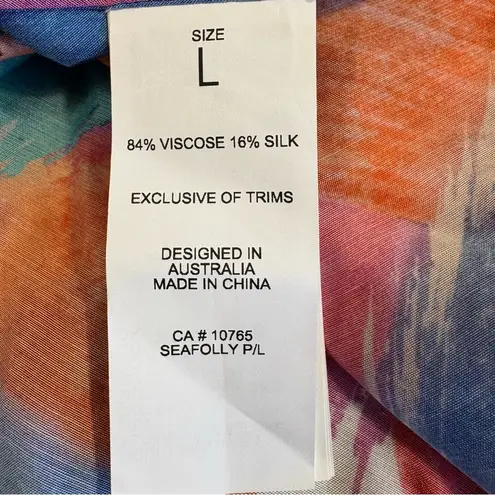 SIZE
L
84% VISCOSE 16% SILK
EXCLUSIVE OF TRIMS
DESIGNED IN
AUSTRALIA
MADE IN CHINA
CA # 10765
SEAFOLLY P/L